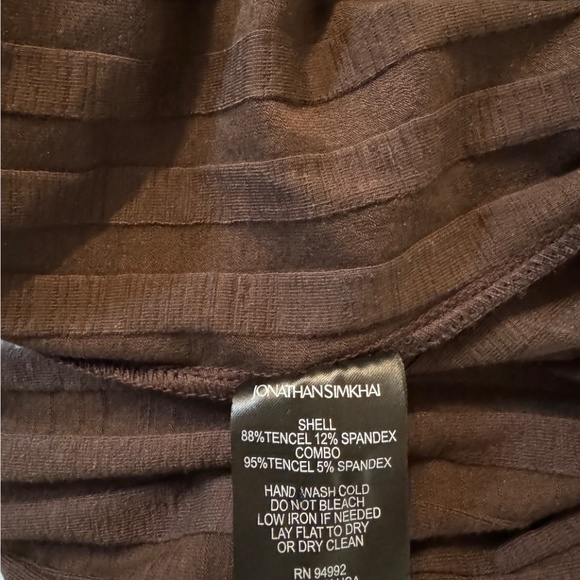 JONATHANSIMKHAI
SHELL
88%TENCEL 12% SPANDEX
COMBO
95%TENCEL 5% SPANDEX
HAND WASH COLD
DO NOT BLEACH
LOW IRON IF NEEDED
LAY FLAT TO DRY
OR DRY CLEAN
RN 94992